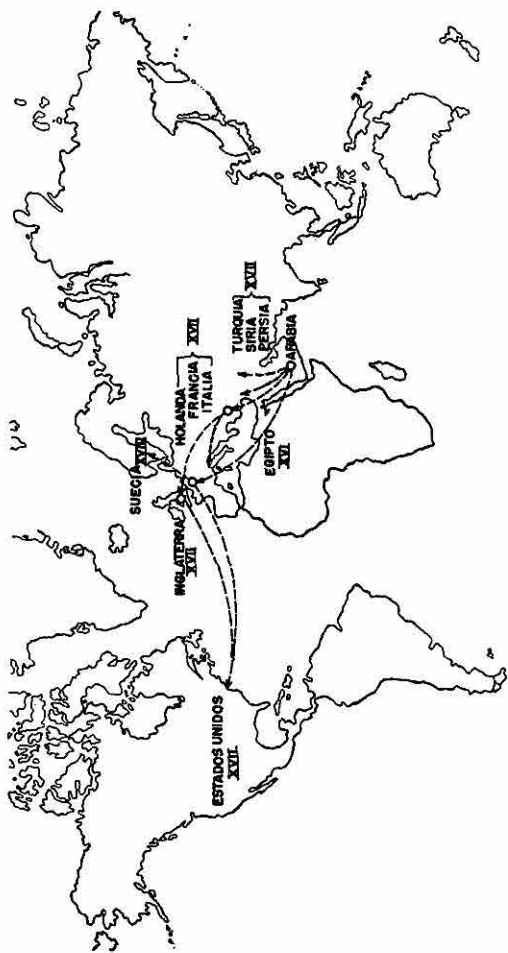 SUECIA
XVIII
HOLANDA
FRANCIA
ITALIA
XVII
INGLATERRA
XVII
TURQUIA
SIRIA
PERSIA
XVII
ESTADOS UNIDOS
XVII.
EGIPTO
XVI
ARABIA